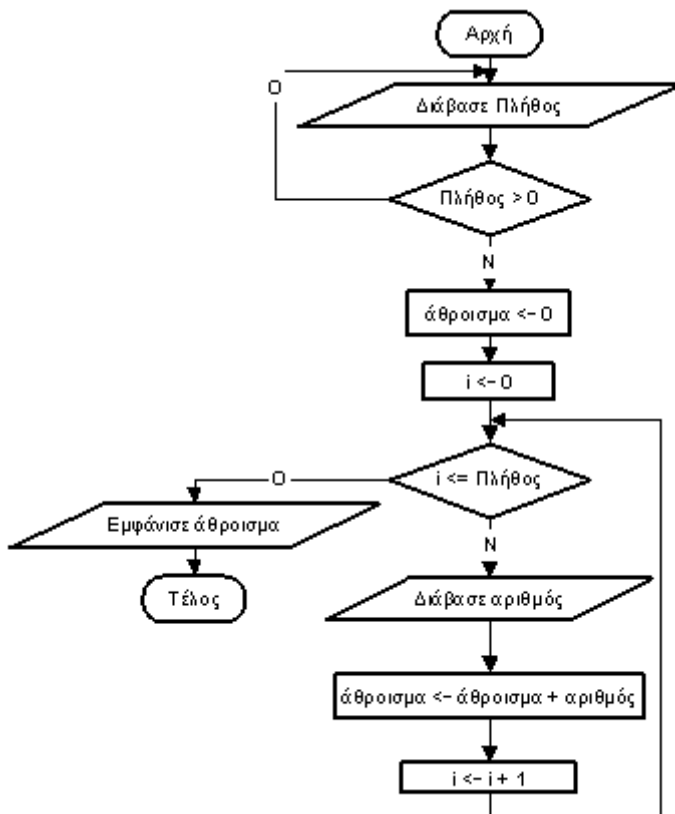 Αρχή
Ο
Διάβασε Πλήθος
Πλήθος > 0
Ν
άθροισμα <- 0
i <- 0
Ο
i <= Πλήθος
Εμφάνισε άθροισμα
Ν
Τέλος
Διάβασε αριθμός
άθροισμα <- άθροισμα + αριθμός
i <- i + 1